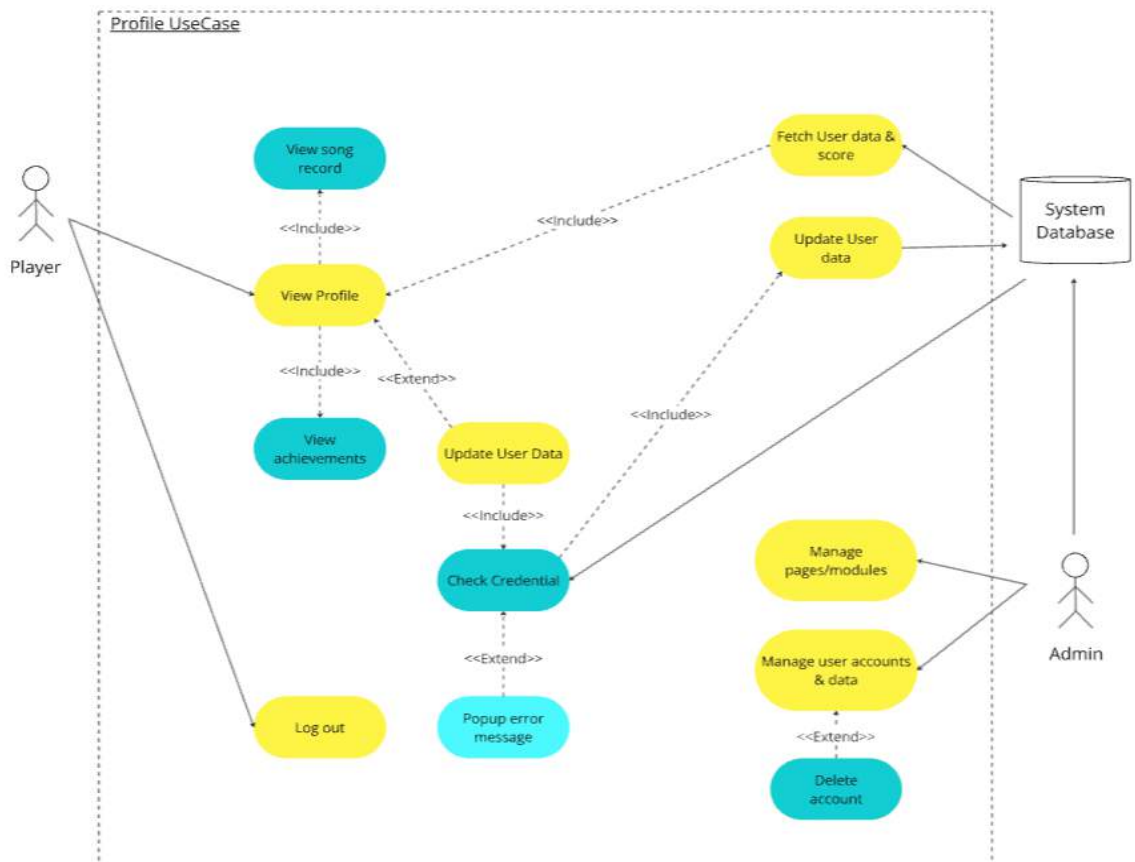 Profile UseCase
View song
record
Fetch User data &
score
<<Include>>
<<Include>>
Player
System
Database
Update User
data
View Profile
<<Include>>
<<Extend>>
<<Include>>
View
achievements
Update User Data
<<Include>>
Check Credential
Manage
pages/modules
<<Extend>>
Manage user accounts
& data
Admin
Log out
Popup error
message
<<Extend>>
Delete
account